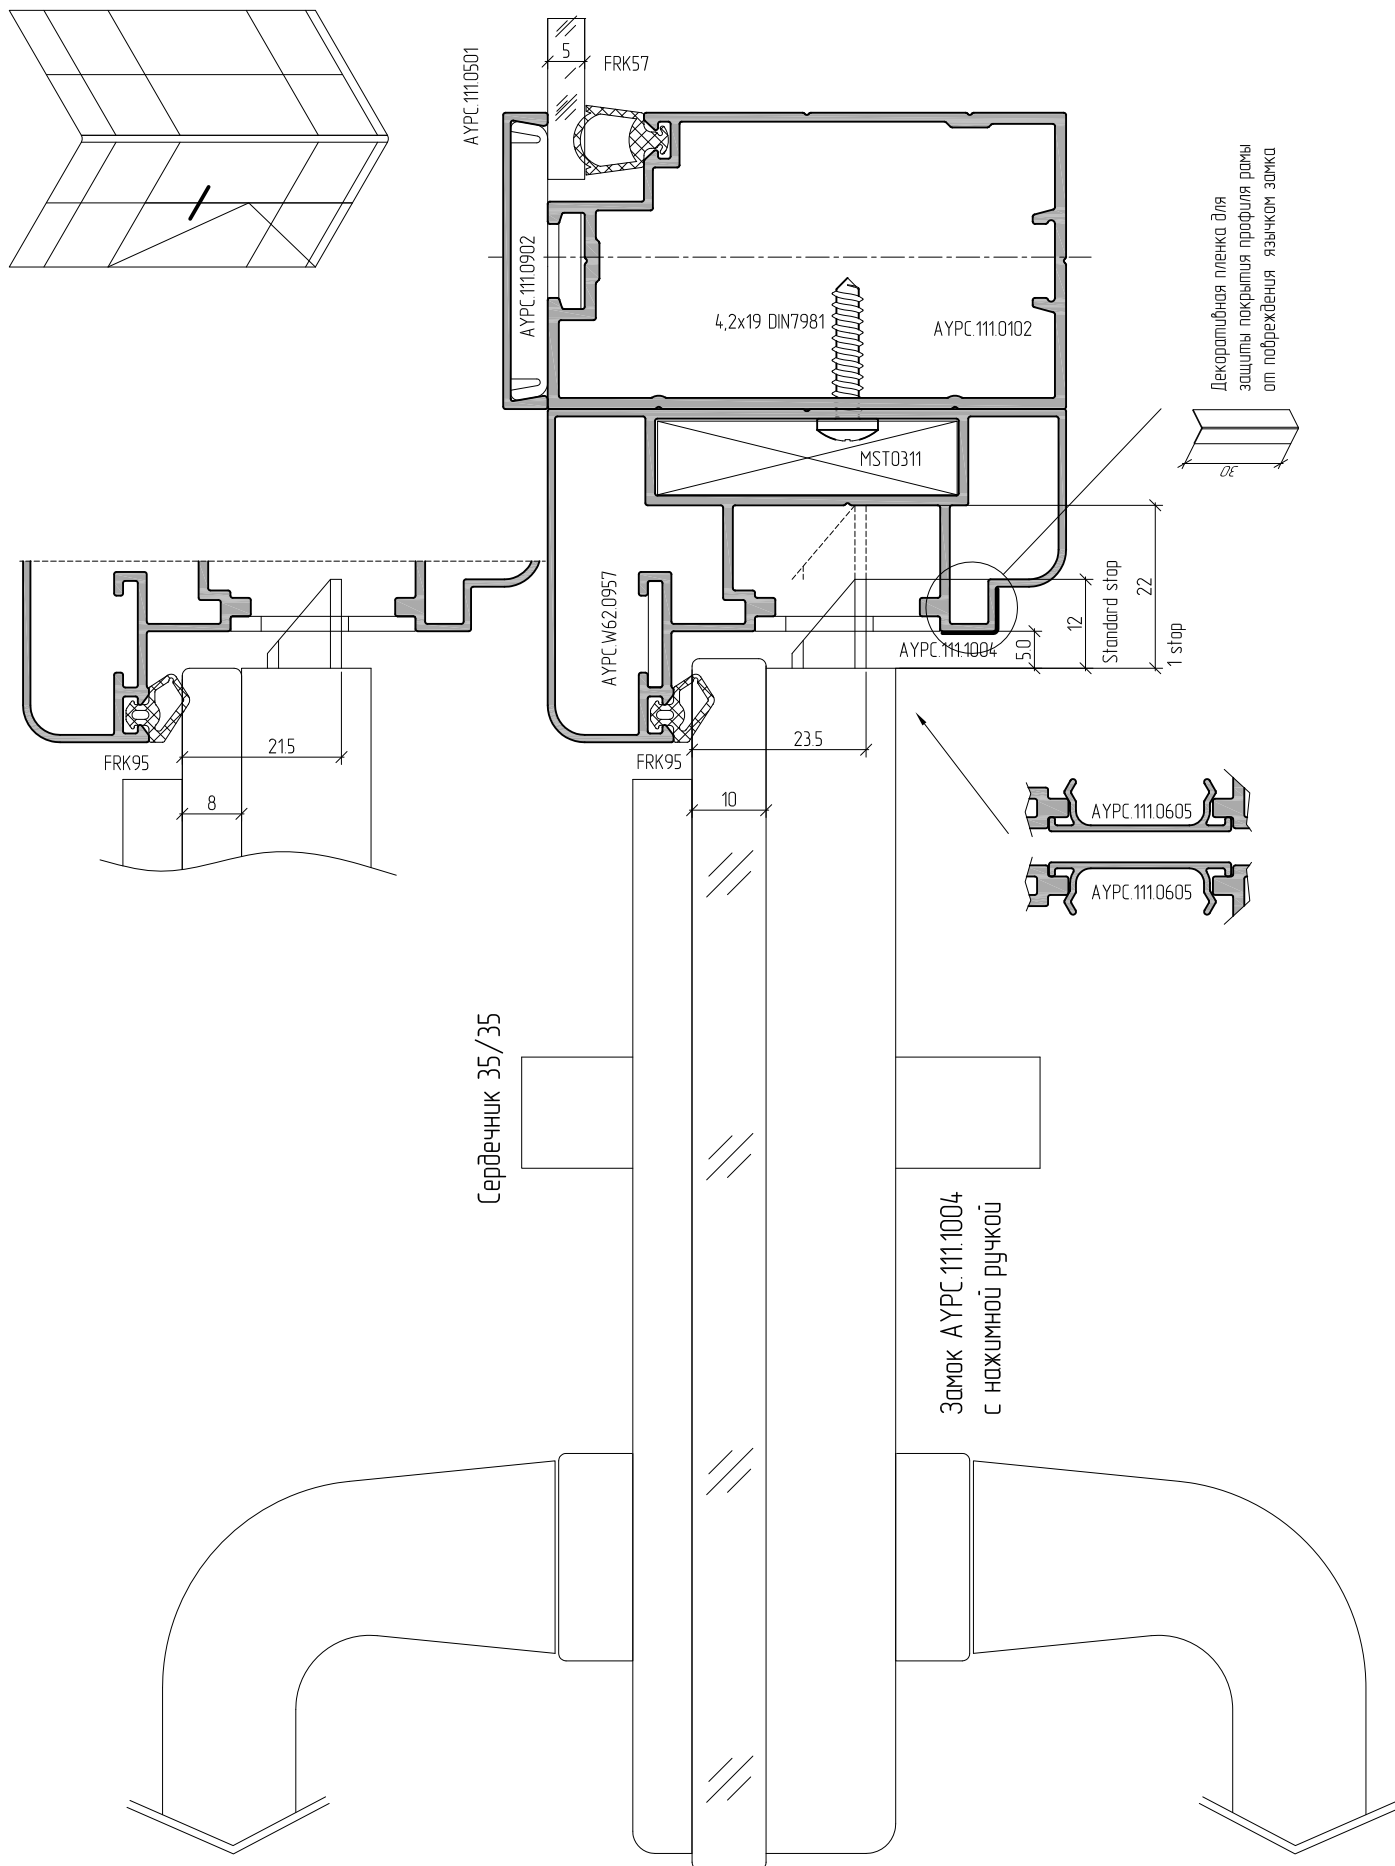 5
FRK57
AYPC.111.0501
AYPC.111.0902
4,2x19 DIN7981
AYPC.111.0102
Декоративная пленка для
защиты покрытия профиля рамы
от повреждения язычком замка
30
MST0311
AYPC.W62.0957
AYPC.111.1004
5.0
12
Standard stop
22
1 stop
21.5
FRK95
8
23.5
FRK95
10
AYPC.111.0605
AYPC.111.0605
Сердечник 35/35
Замок AYPC.111.1004
с нажимной ручкой